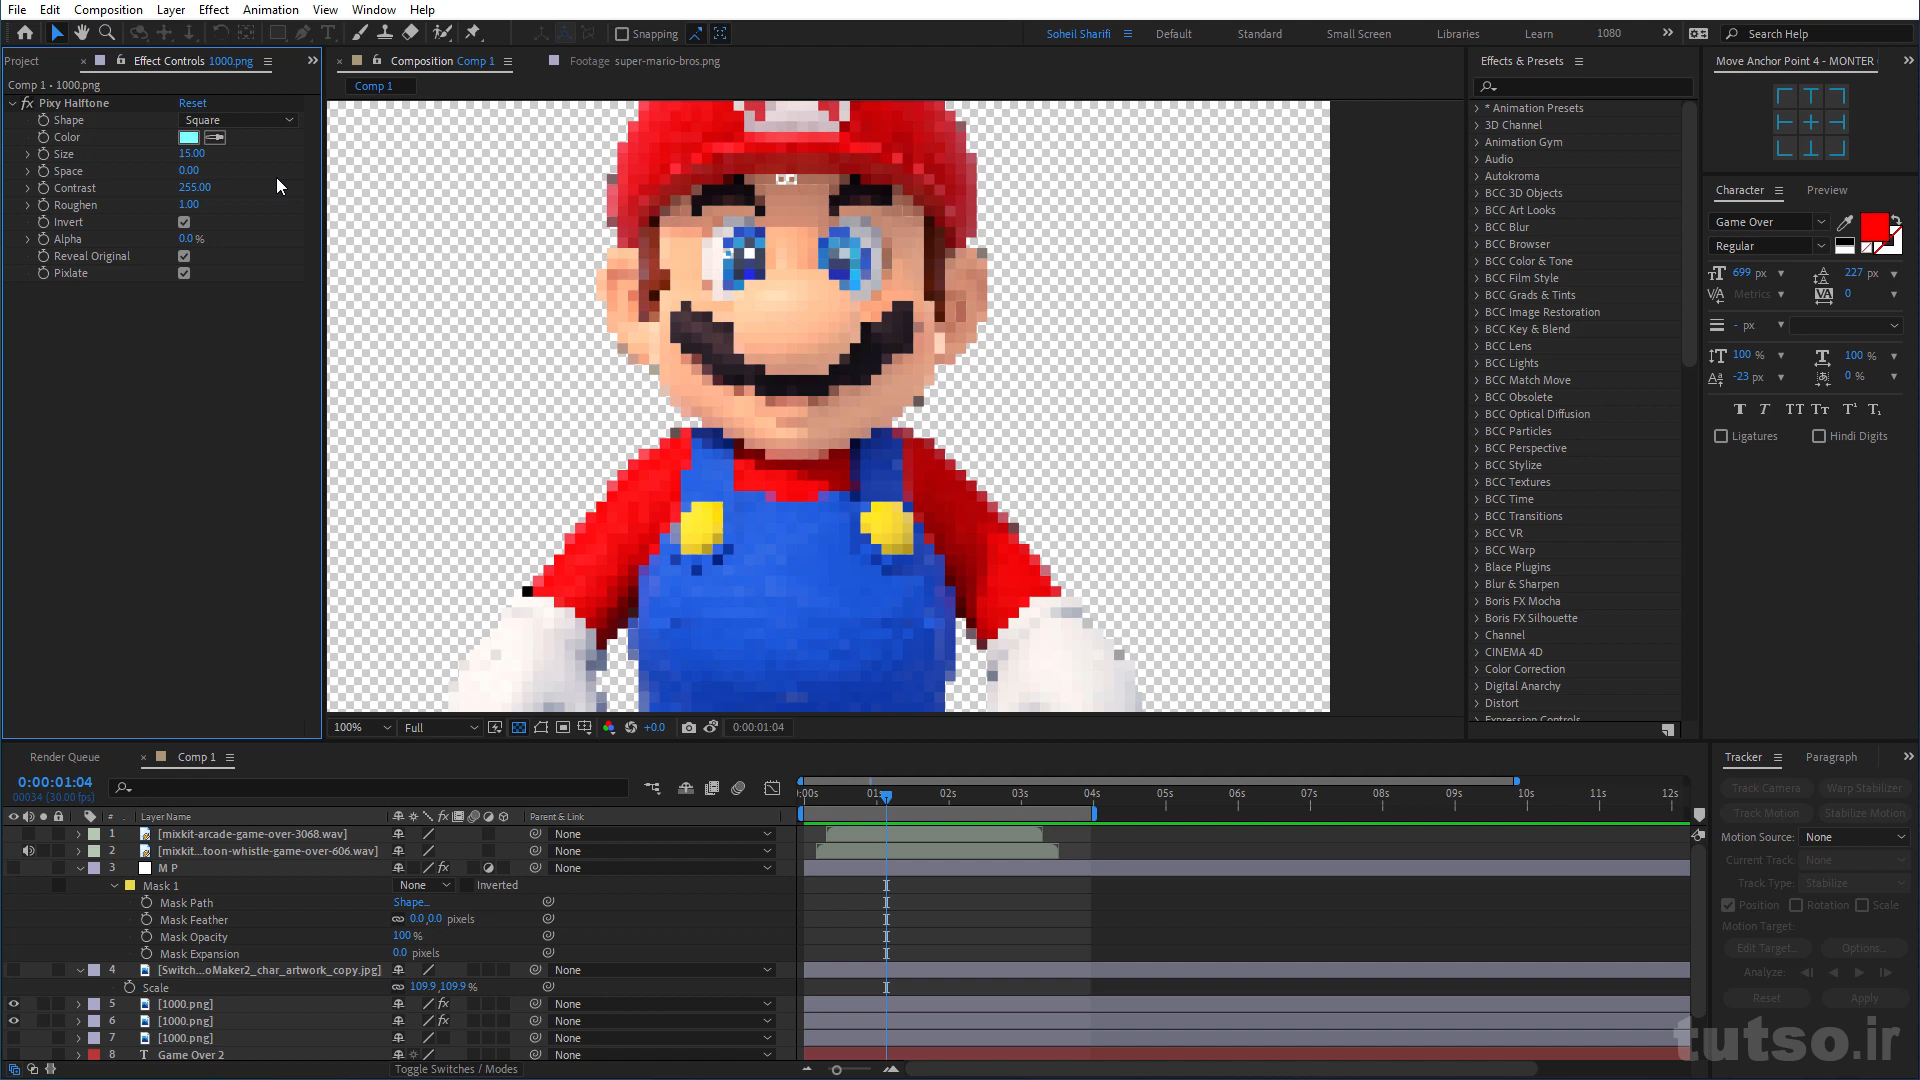 File Edit Composition Layer Effect Animation View Window Help
Snapping
Soheil Sharifi Default Standard Small Screen Libraries Learn 1080 Search Help
Project Effect Controls 1000.png
Composition Comp 1 Footage super-mario-bros.png
Effects & Presets
Move Anchor Point 4 - MONTER
Comp 1 • 1000.png
Comp 1
Pixy Halftone Reset
Shape Square
Color
Size 15.00
Space 0.00
Contrast 255.00
Roughen 1.00
Invert
Alpha 0.0 %
Reveal Original
Pixlate
* Animation Presets
3D Channel
Animation Gym
Audio
Autokroma
BCC 3D Objects
BCC Art Looks
BCC Blur
BCC Browser
BCC Color & Tone
BCC Film Style
BCC Grads & Tints
BCC Image Restoration
BCC Key & Blend
BCC Lens
BCC Lights
BCC Match Move
BCC Obsolete
BCC Optical Diffusion
BCC Particles
BCC Perspective
BCC Stylize
BCC Textures
BCC Time
BCC Transitions
BCC VR
BCC Warp
Blace Plugins
Blur & Sharpen
Boris FX Mocha
Boris FX Silhouette
Channel
CINEMA 4D
Color Correction
Digital Anarchy
Distort
Expression Controls
Character Preview
Game Over
Regular
699 px 227 px
Metrics 0
- px
100 % 100 %
-23 px 0 %
T T TT Tt T¹ T₁
Ligatures Hindi Digits
100% Full +0.0 0:00:01:04
Render Queue Comp 1
0:00:01:04
00034 (30.00 fps)
:00s 01s 02s 03s 04s 05s 06s 07s 08s 09s 10s 11s 12s
# Layer Name Parent & Link
1 [mixkit-arcade-game-over-3068.wav] None
2 [mixkit...toon-whistle-game-over-606.wav] None
3 M P None
Mask 1 None Inverted
Mask Path Shape...
Mask Feather 0.0,0.0 pixels
Mask Opacity 100 %
Mask Expansion 0.0 pixels
4 [Switch...oMaker2_char_artwork_copy.jpg] None
Scale 109.9,109.9 %
5 [1000.png] None
6 [1000.png] None
7 [1000.png] None
8 T Game Over 2 None
Toggle Switches / Modes
Tracker Paragraph
Track Camera Warp Stabilizer
Track Motion Stabilize Motion
Motion Source: None
Current Track: None
Track Type: Stabilize
Position Rotation Scale
Motion Target:
Edit Target... Options...
Analyze:
Reset Apply
tutso.ir